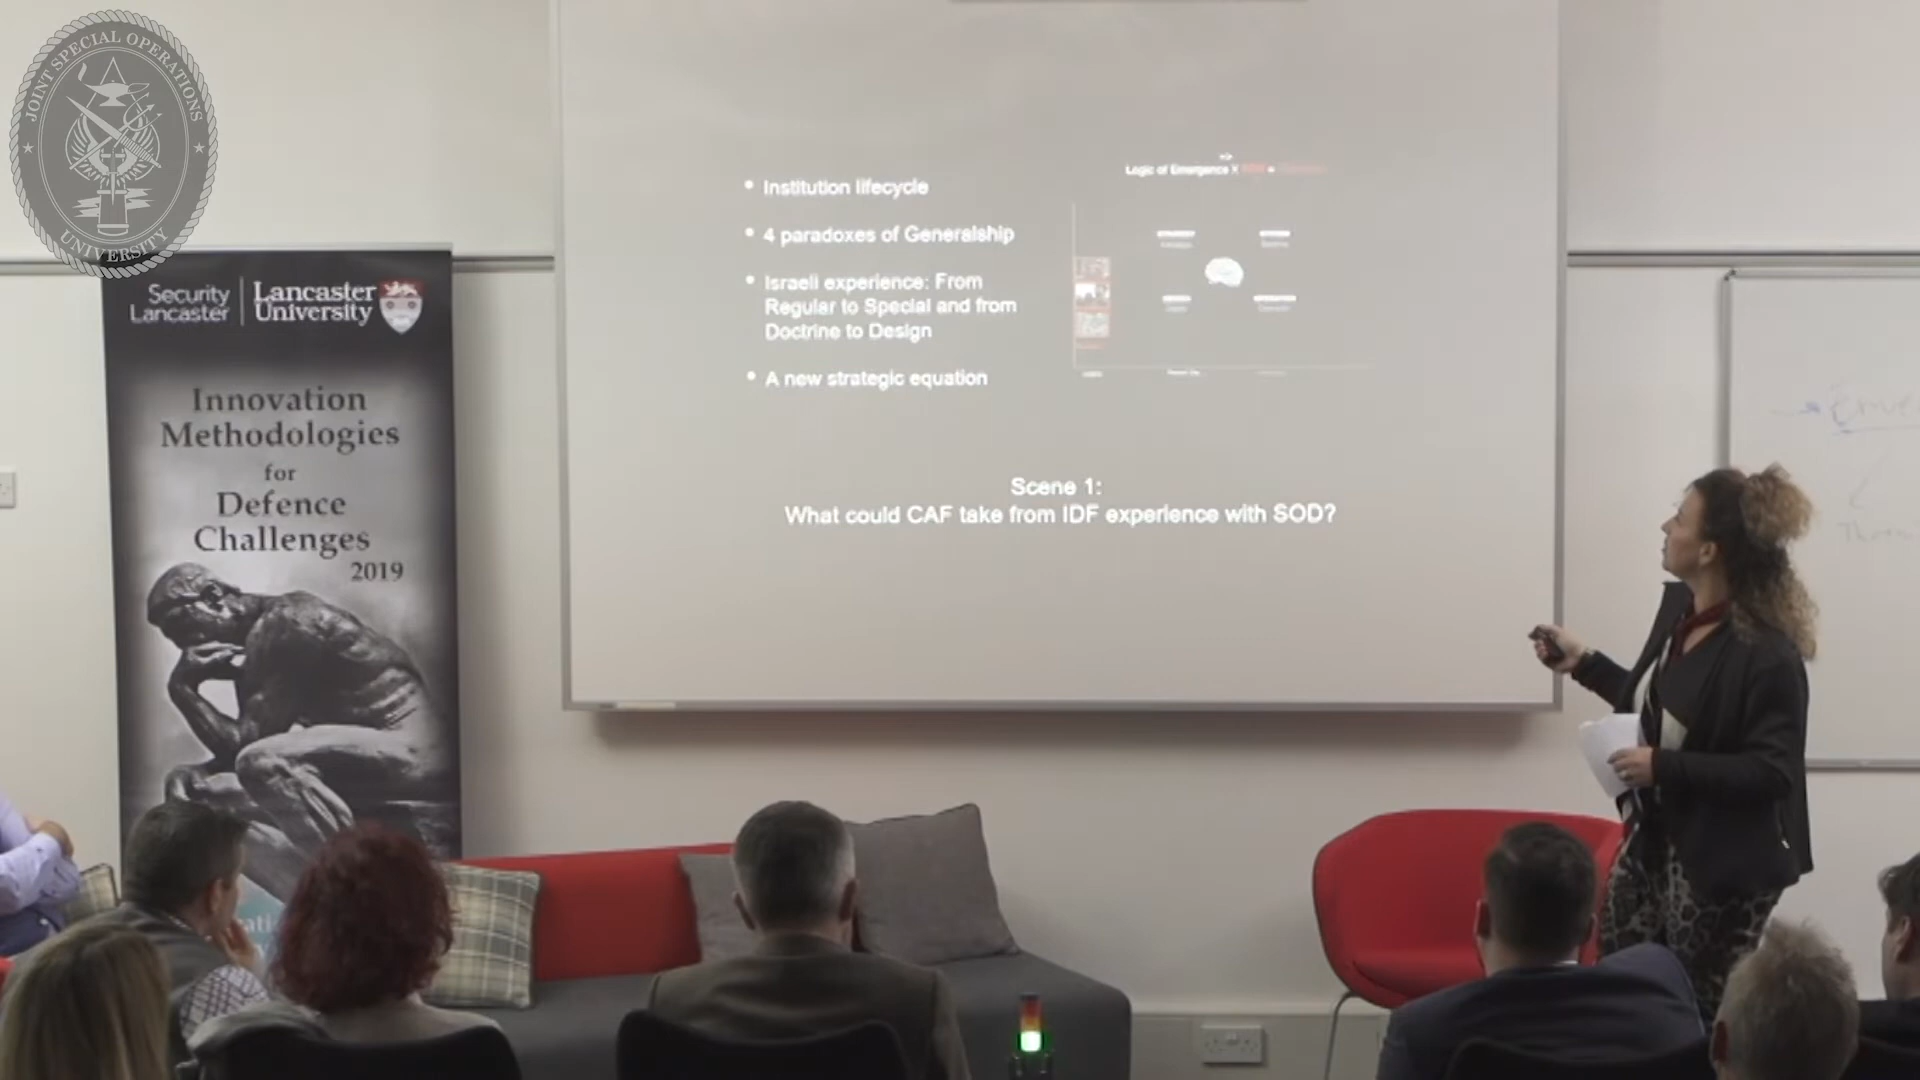 JOINT SPECIAL OPERATIONS
UNIVERSITY
Security
Lancaster
Lancaster
University
Innovation
Methodologies
for
Defence
Challenges
2019
• Institution lifecycle
• 4 paradoxes of Generalship
• Israeli experience: From
Regular to Special and from
Doctrine to Design
• A new strategic equation
Logic of Emergence X
Scene 1:
What could CAF take from IDF experience with SOD?